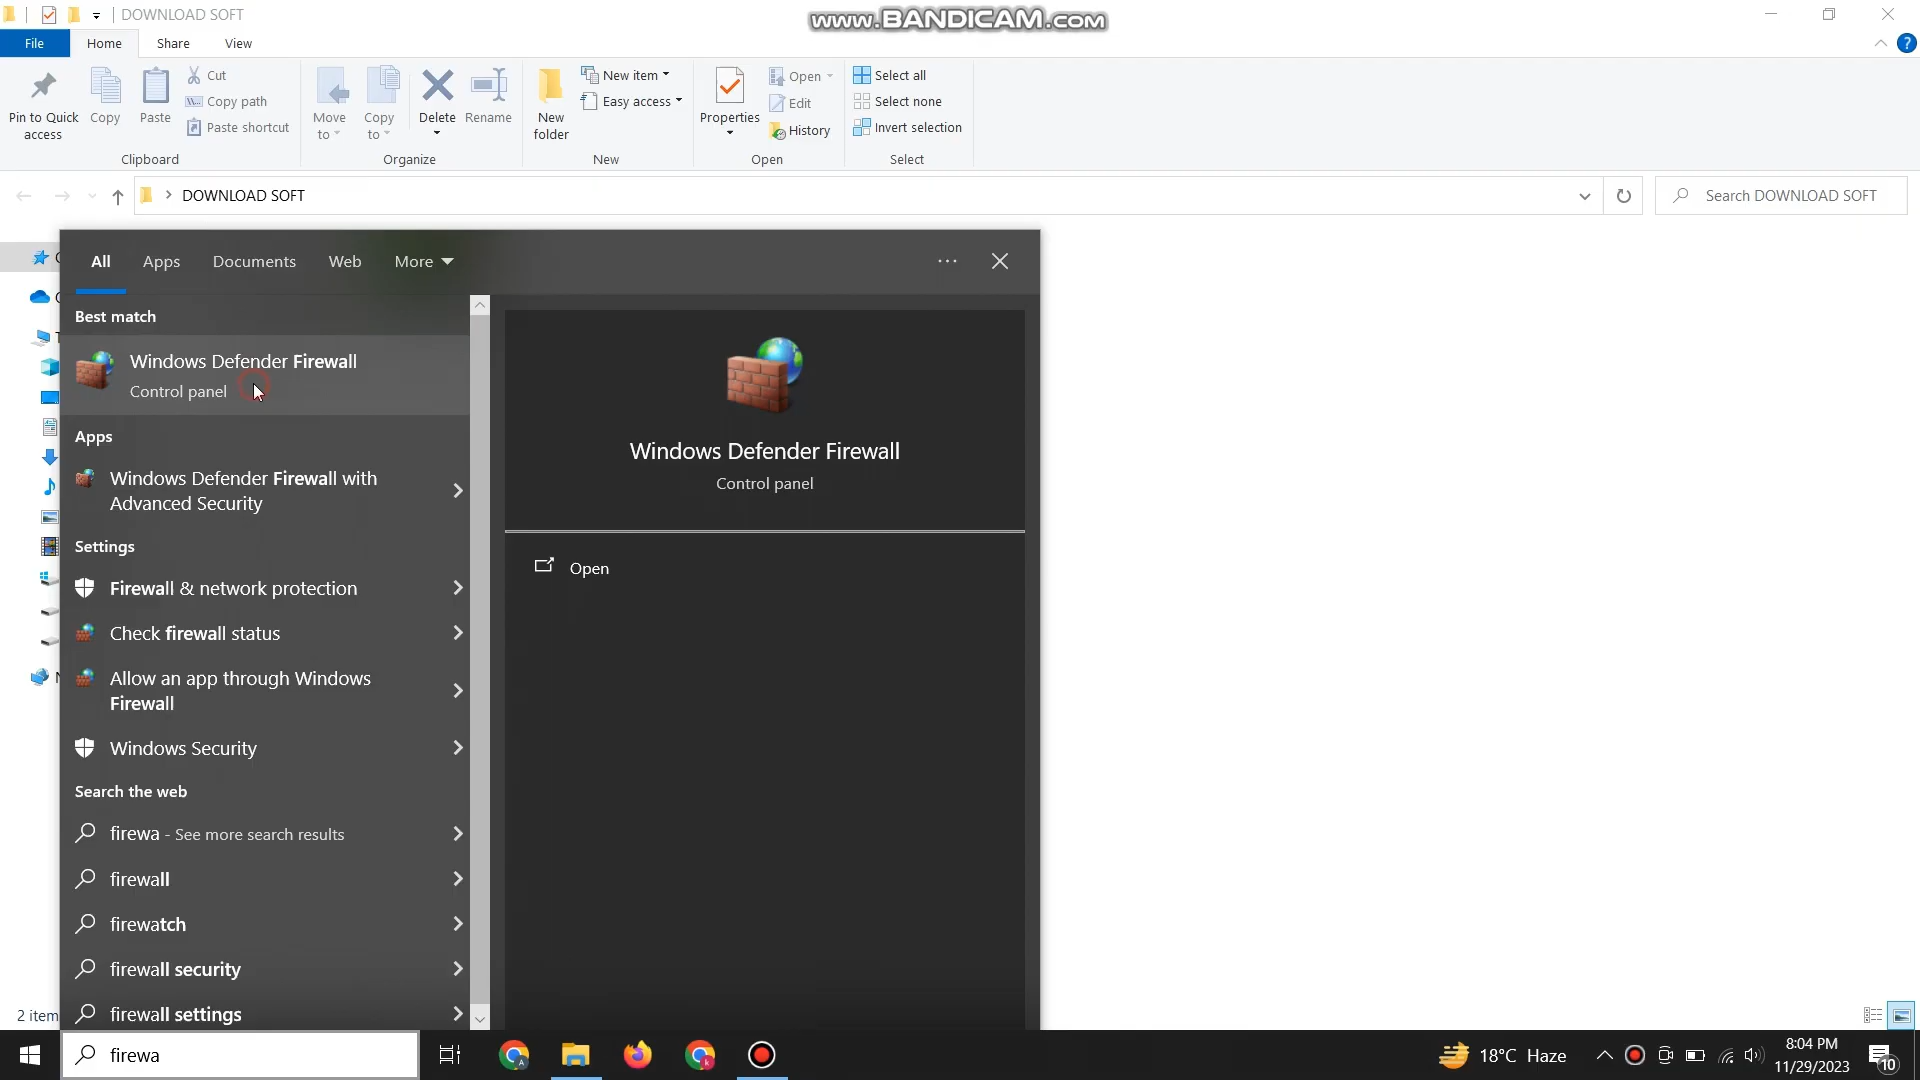 DOWNLOAD SOFT
www.BANDICAM.com
File
Home
Share
View
Pin to Quick access
Copy
Paste
Cut
Copy path
Paste shortcut
Clipboard
Move to
Copy to
Delete
Rename
Organize
New folder
New item
Easy access
New
Properties
Open
Edit
History
Open
Select all
Select none
Invert selection
Select
DOWNLOAD SOFT
Search DOWNLOAD SOFT
All
Apps
Documents
Web
More
Best match
Windows Defender Firewall
Control panel
Apps
Windows Defender Firewall with
Advanced Security
Settings
Firewall & network protection
Check firewall status
Allow an app through Windows
Firewall
Windows Security
Search the web
firewa - See more search results
firewall
firewatch
firewall security
firewall settings
Windows Defender Firewall
Control panel
Open
2 item
firewa
18°C Haze
8:04 PM
11/29/2023
10